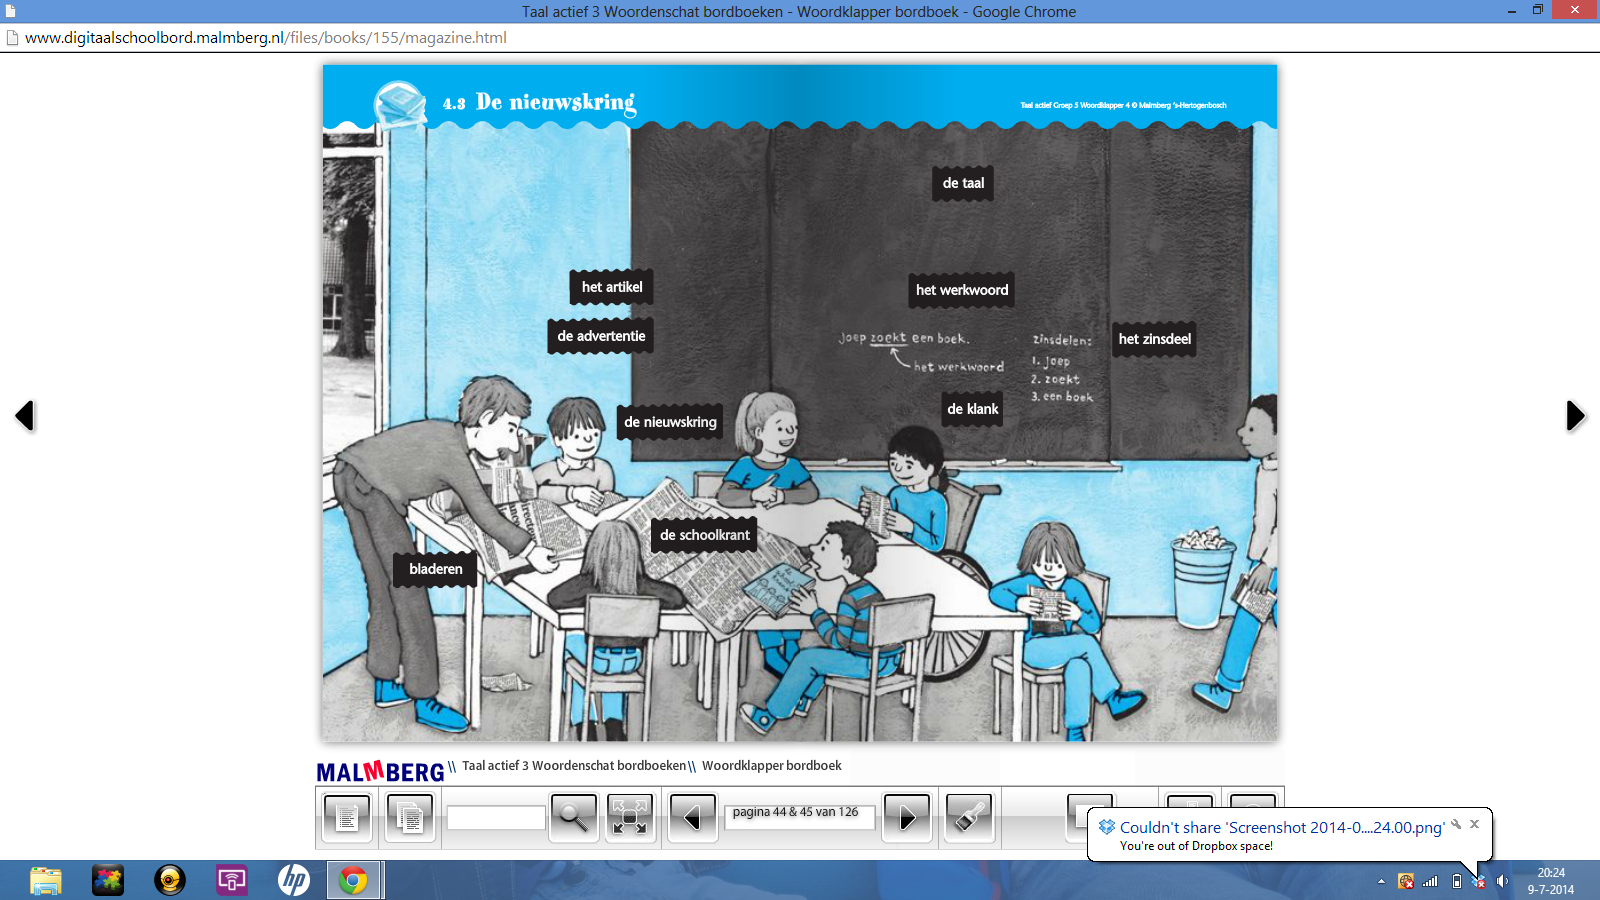 Taal actief 3 Woordenschat bordboeken - Woordklapper bordboek - Google Chrome
www.digitaalschoolbord.malmberg.nl/files/books/155/magazine.html
4.3 De nieuwskring
Taal actief Groep 5 Woordklapper 4 © Malmberg 's-Hertogenbosch
de taal
het artikel
het werkwoord
de advertentie
joep zoekt een boek.
zinsdelen:
het zinsdeel
het werkwoord
1. joep
2. zoekt
3. een boek
de klank
de nieuwskring
de schoolkrant
bladeren
MALMBERG \\ Taal actief 3 Woordenschat bordboeken \\ Woordklapper bordboek
pagina 44 & 45 van 126
Couldn't share 'Screenshot 2014-0....24.00.png'
You're out of Dropbox space!
hp
20:24
9-7-2014